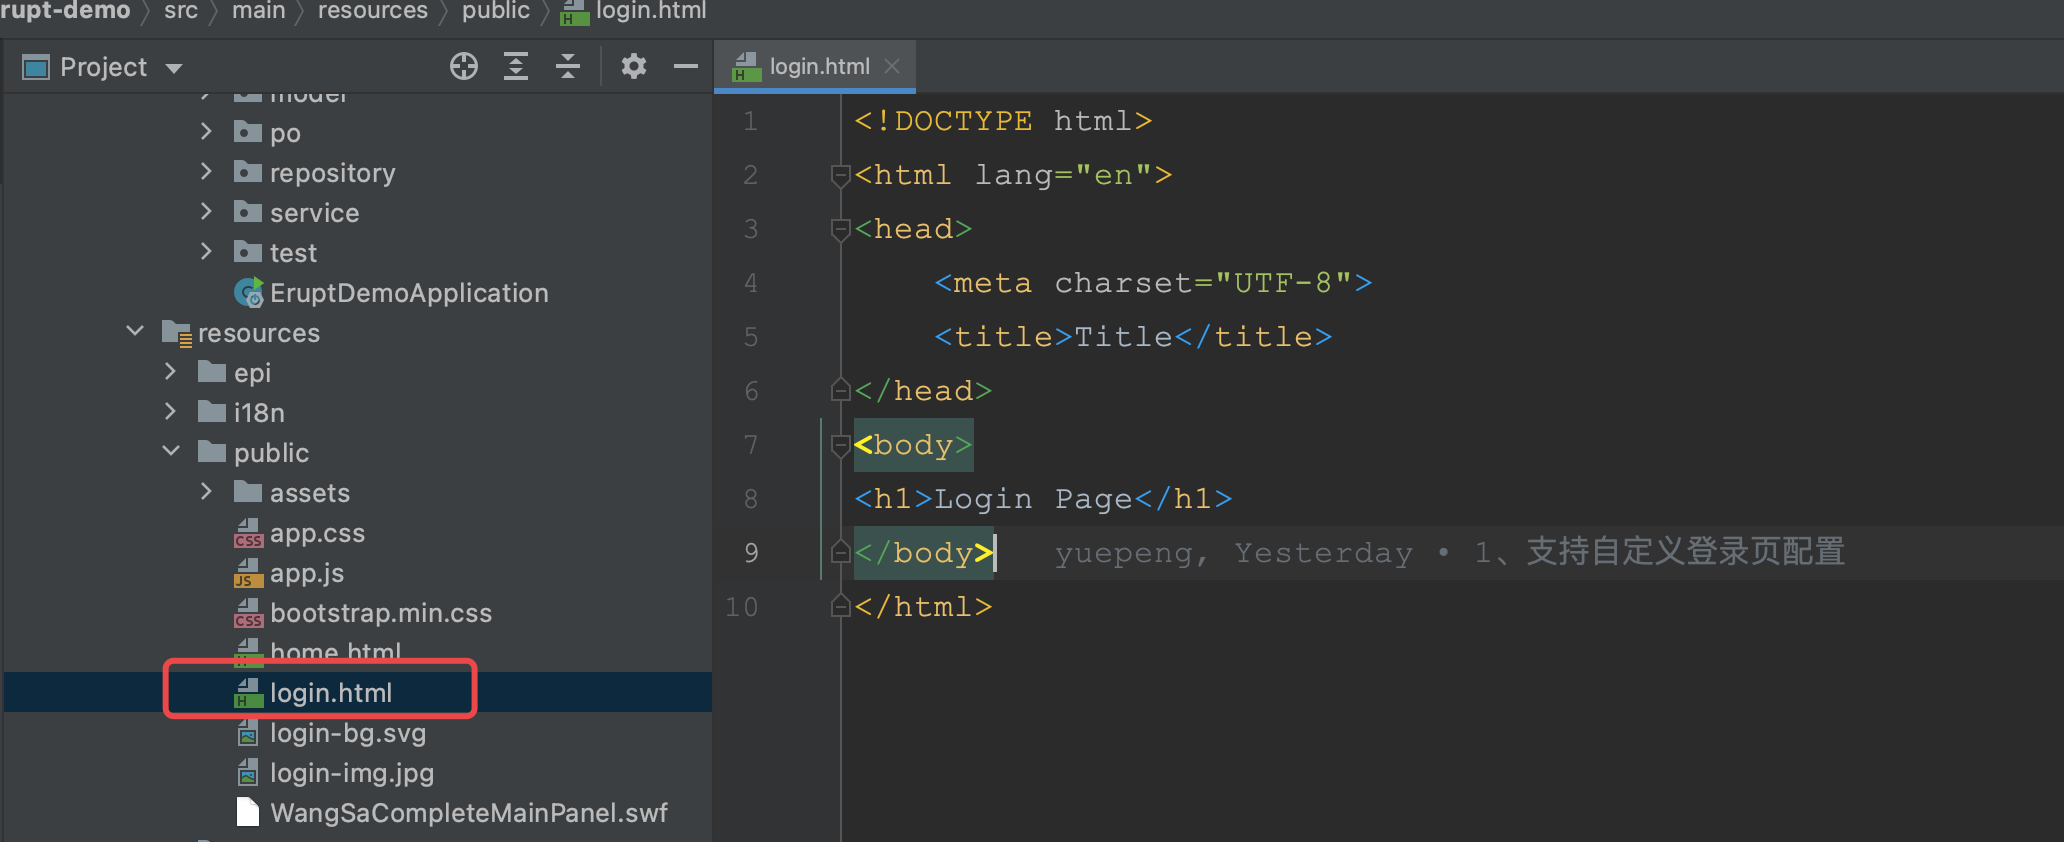 rupt-demo src main resources public login.html
Project
model
po
repository
service
test
EruptDemoApplication
resources
epi
i18n
public
assets
app.css
app.js
bootstrap.min.css
home.html
login.html
login-bg.svg
login-img.jpg
WangSaCompleteMainPanel.swf
login.html
1 <!DOCTYPE html>
2 <html lang="en">
3 <head>
4 <meta charset="UTF-8">
5 <title>Title</title>
6 </head>
7 <body>
8 <h1>Login Page</h1>
9 </body> yuepeng, Yesterday • 1、支持自定义登录页配置
10 </html>